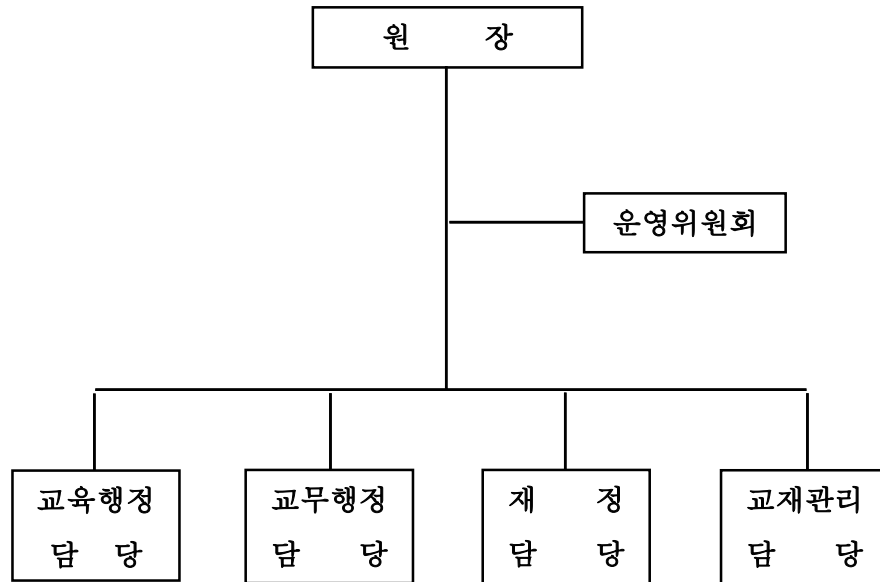 원 장
운영위원회
교육행정
담 당
교무행정
담 당
재 정
담 당
교재관리
담 당